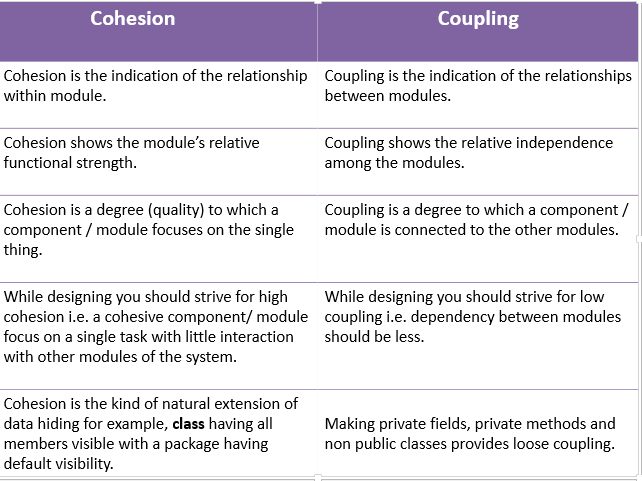 Cohesion
Coupling
Cohesion is the indication of the relationship
within module.
Coupling is the indication of the relationships
between modules.
Cohesion shows the module’s relative
functional strength.
Coupling shows the relative independence
among the modules.
Cohesion is a degree (quality) to which a
component / module focuses on the single
thing.
Coupling is a degree to which a component /
module is connected to the other modules.
While designing you should strive for high
cohesion i.e. a cohesive component/ module
focus on a single task with little interaction
with other modules of the system.
While designing you should strive for low
coupling i.e. dependency between modules
should be less.
Cohesion is the kind of natural extension of
data hiding for example, class having all
members visible with a package having
default visibility.
Making private fields, private methods and
non public classes provides loose coupling.